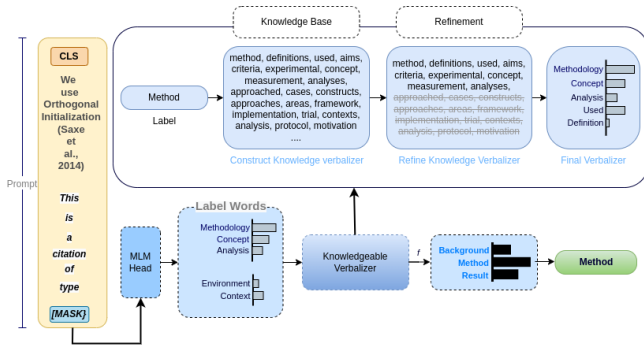 Knowledge Base
Refinement
Prompt
CLS
We
use
Orthogonal
Initialization
(Saxe
et
al.,
2014)
This
is
a
citation
of
type
[MASK}
Method
Label
method, definitions, used, aims,
criteria, experimental, concept,
measurement, analyses,
approached, cases, constructs,
approaches, areas, framework,
implementation, trial, contexts,
analysis, protocol, motivation
....
Construct Knowledge verbalizer
method, definitions, used, aims,
criteria, experimental, concept,
measurement, analyses,
approached, cases, constructs,
approaches, areas, framework,
implementation, trial, contexts,
analysis, protocol, motivation
Refine Knowledge Verbalizer
Methodology
Concept
Analysis
Used
Definition
Final Verbalizer
MLM
Head
Label Words
Methodology
Concept
Analysis
Environment
Context
Knowledgeable
Verbalizer
f
Background
Method
Result
Method